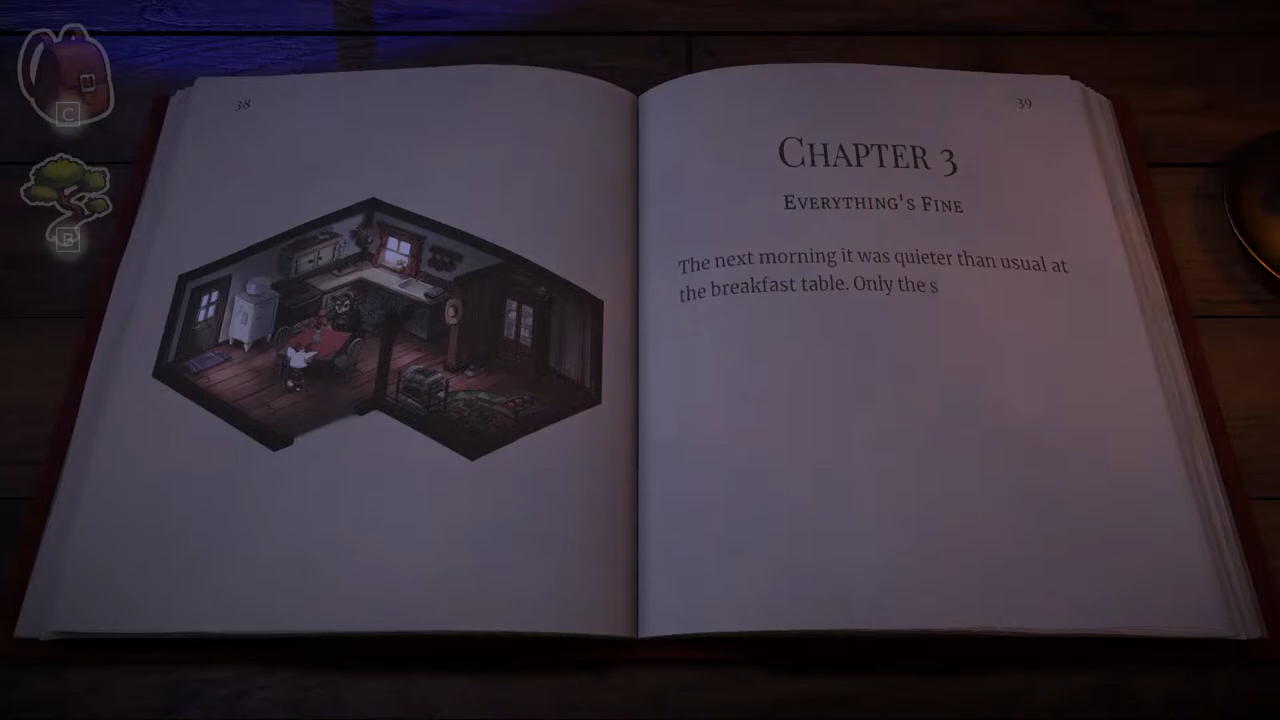 38
39
C
B
Chapter 3
Everything's Fine
The next morning it was quieter than usual at
the breakfast table. Only the s